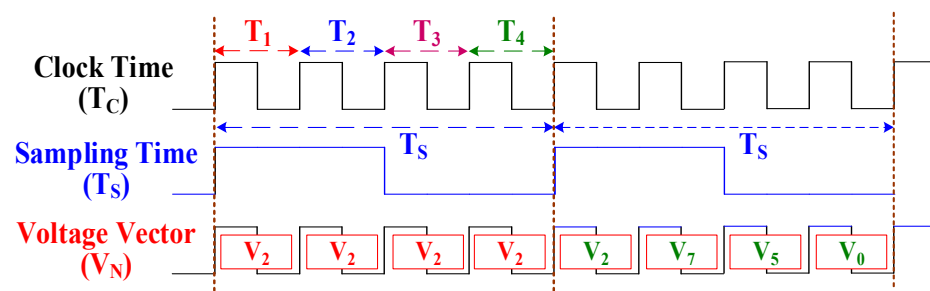 T1 T2 T3 T4
Clock Time
(TC)
TS TS
Sampling Time
(TS)
Voltage Vector
(VN)
V2 V2 V2 V2 V2 V7 V5 V0